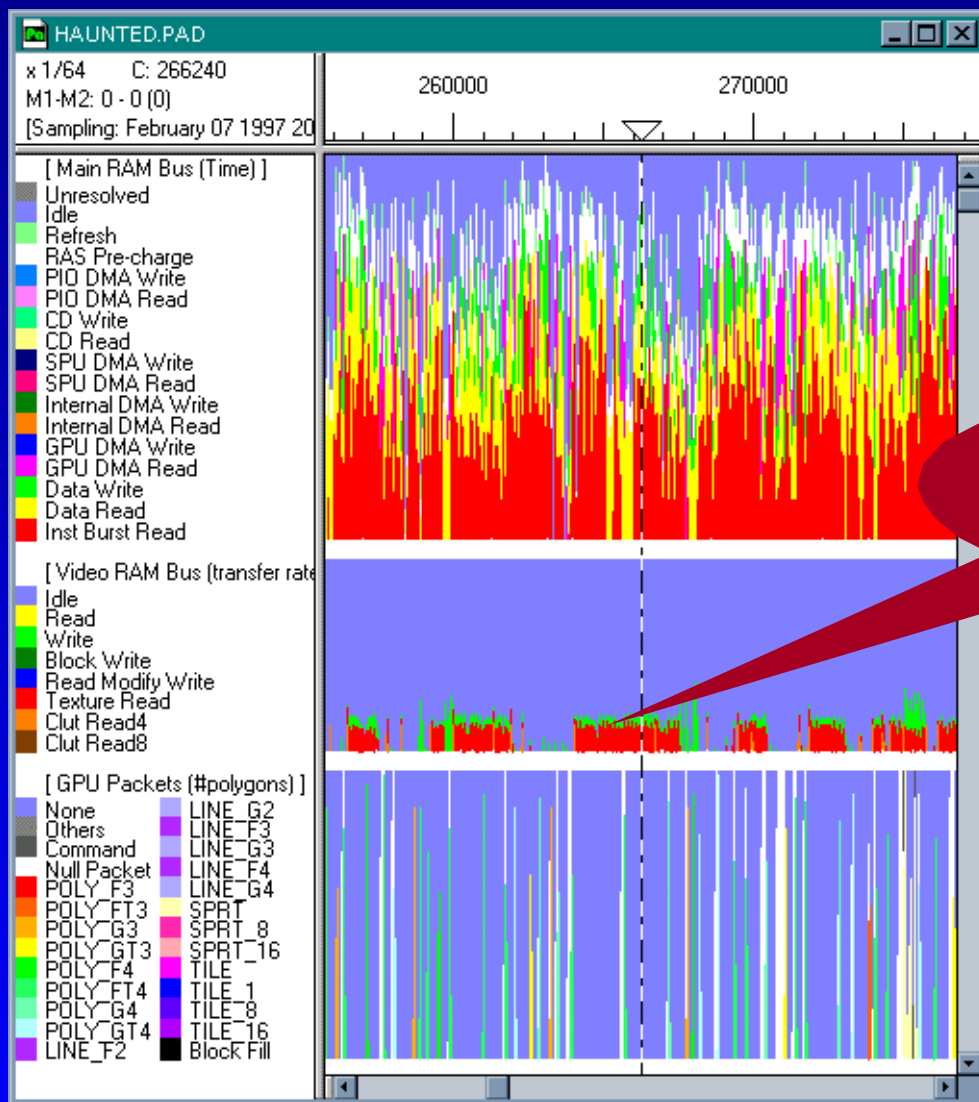 HAUNTED.PAD
x 1/64 C: 266240
M1-M2: 0 - 0 (0)
[Sampling: February 07 1997 20
260000 270000
[ Main RAM Bus (Time) ]
Unresolved
Idle
Refresh
RAS Pre-charge
PIO DMA Write
PIO DMA Read
CD Write
CD Read
SPU DMA Write
SPU DMA Read
Internal DMA Write
Internal DMA Read
GPU DMA Write
GPU DMA Read
Data Write
Data Read
Inst Burst Read
[ Video RAM Bus (transfer rate
Idle
Read
Write
Block Write
Read Modify Write
Texture Read
Clut Read4
Clut Read8
[ GPU Packets (#polygons) ]
None LINE_G2
Others LINE_F3
Command LINE_G3
Null Packet LINE_F4
POLY_F3 LINE_G4
POLY_FT3 SPRT
POLY_G3 SPRT_8
POLY_GT3 SPRT_16
POLY_F4 TILE
POLY_FT4 TILE_1
POLY_G4 TILE_8
POLY_GT4 TILE_16
LINE_F2 Block Fill